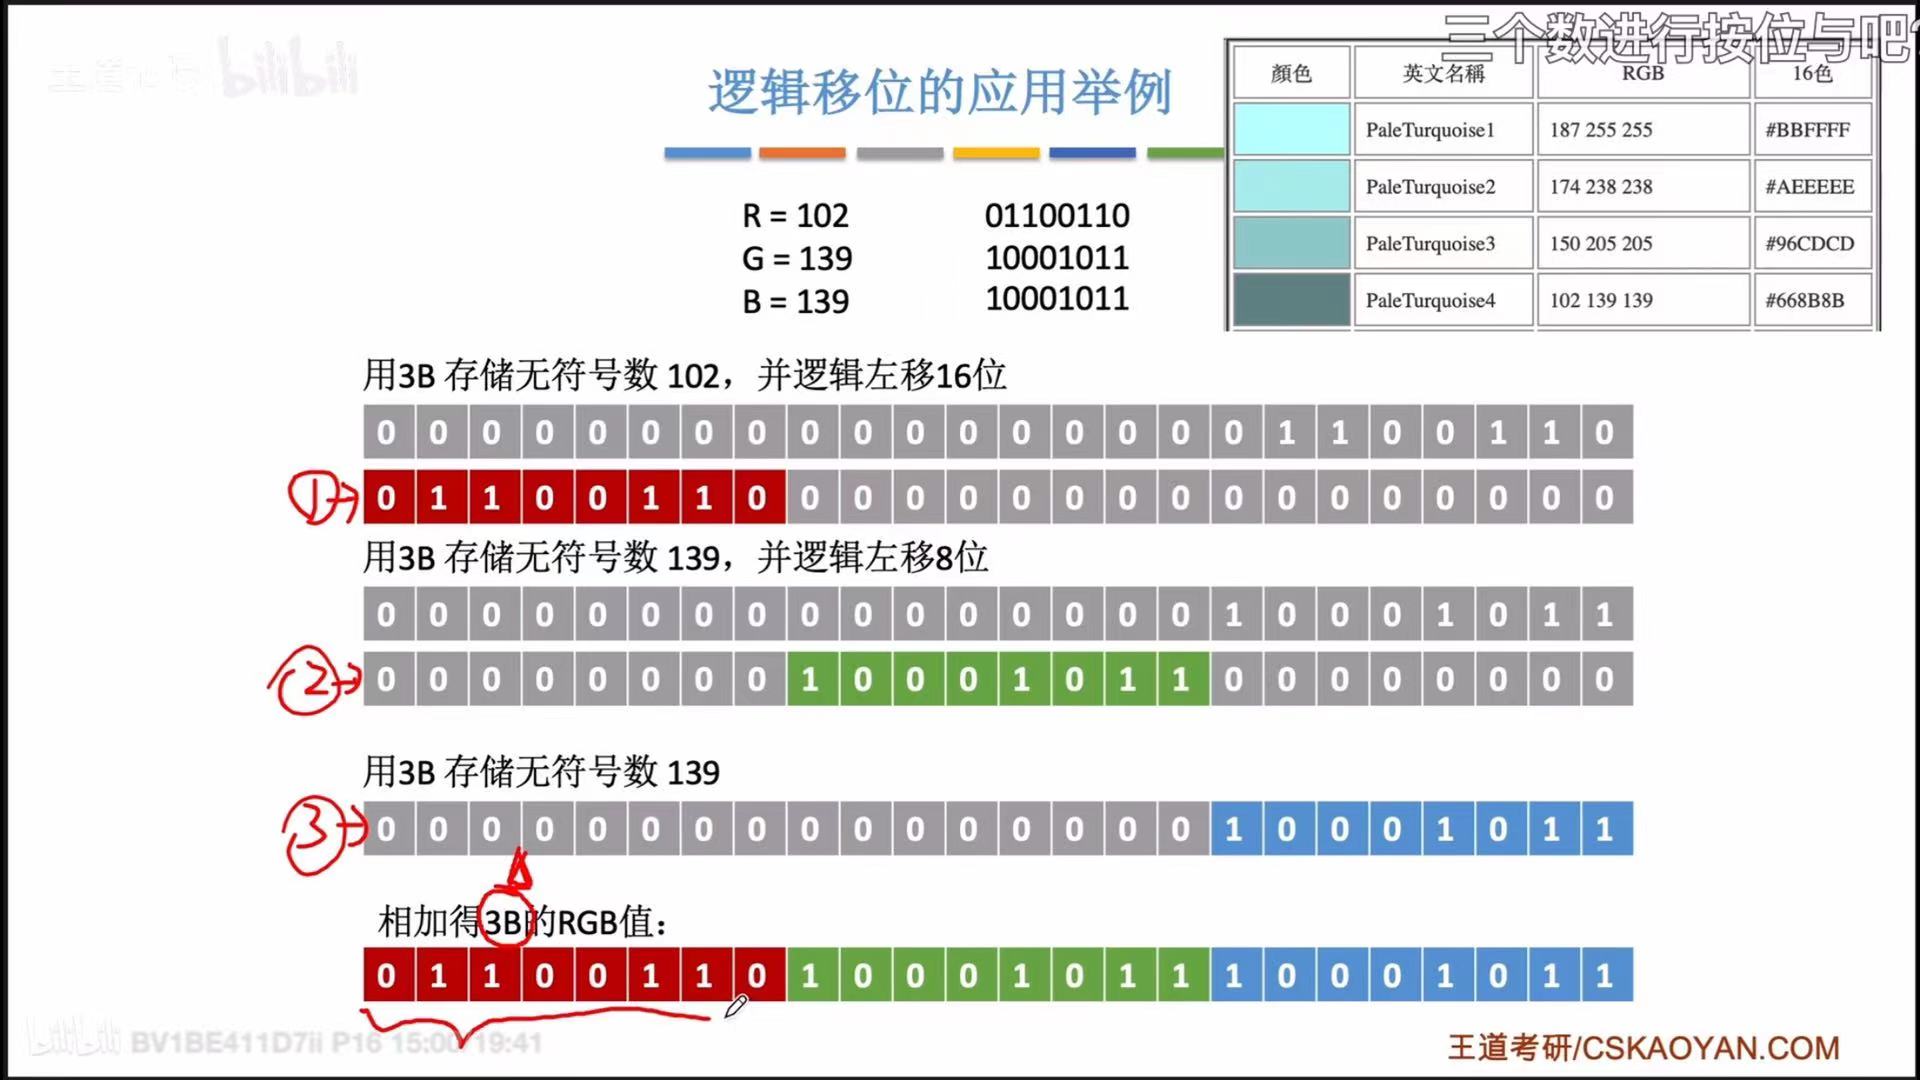 三个数进行按位与吧?
bilibili
逻辑移位的应用举例
顏色 英文名稱 RGB 16色
PaleTurquoise1 187 255 255 #BBFFFF
PaleTurquoise2 174 238 238 #AEEEEE
PaleTurquoise3 150 205 205 #96CDCD
PaleTurquoise4 102 139 139 #668B8B
R = 102 01100110
G = 139 10001011
B = 139 10001011
用3B 存储无符号数 102，并逻辑左移16位
0 0 0 0 0 0 0 0 0 0 0 0 0 0 0 0 0 1 1 0 0 1 1 0
① 0 1 1 0 0 1 1 0 0 0 0 0 0 0 0 0 0 0 0 0 0 0 0 0
用3B 存储无符号数 139，并逻辑左移8位
0 0 0 0 0 0 0 0 0 0 0 0 0 0 0 0 1 0 0 0 1 0 1 1
② 0 0 0 0 0 0 0 0 1 0 0 0 1 0 1 1 0 0 0 0 0 0 0 0
用3B 存储无符号数 139
③ 0 0 0 0 0 0 0 0 0 0 0 0 0 0 0 0 1 0 0 0 1 0 1 1
相加得3B的RGB值：
0 1 1 0 0 1 1 0 1 0 0 0 1 0 1 1 1 0 0 0 1 0 1 1
bilibili BV1BE411D7ii P16 15:00/19:41
王道考研/CSKAOYAN.COM